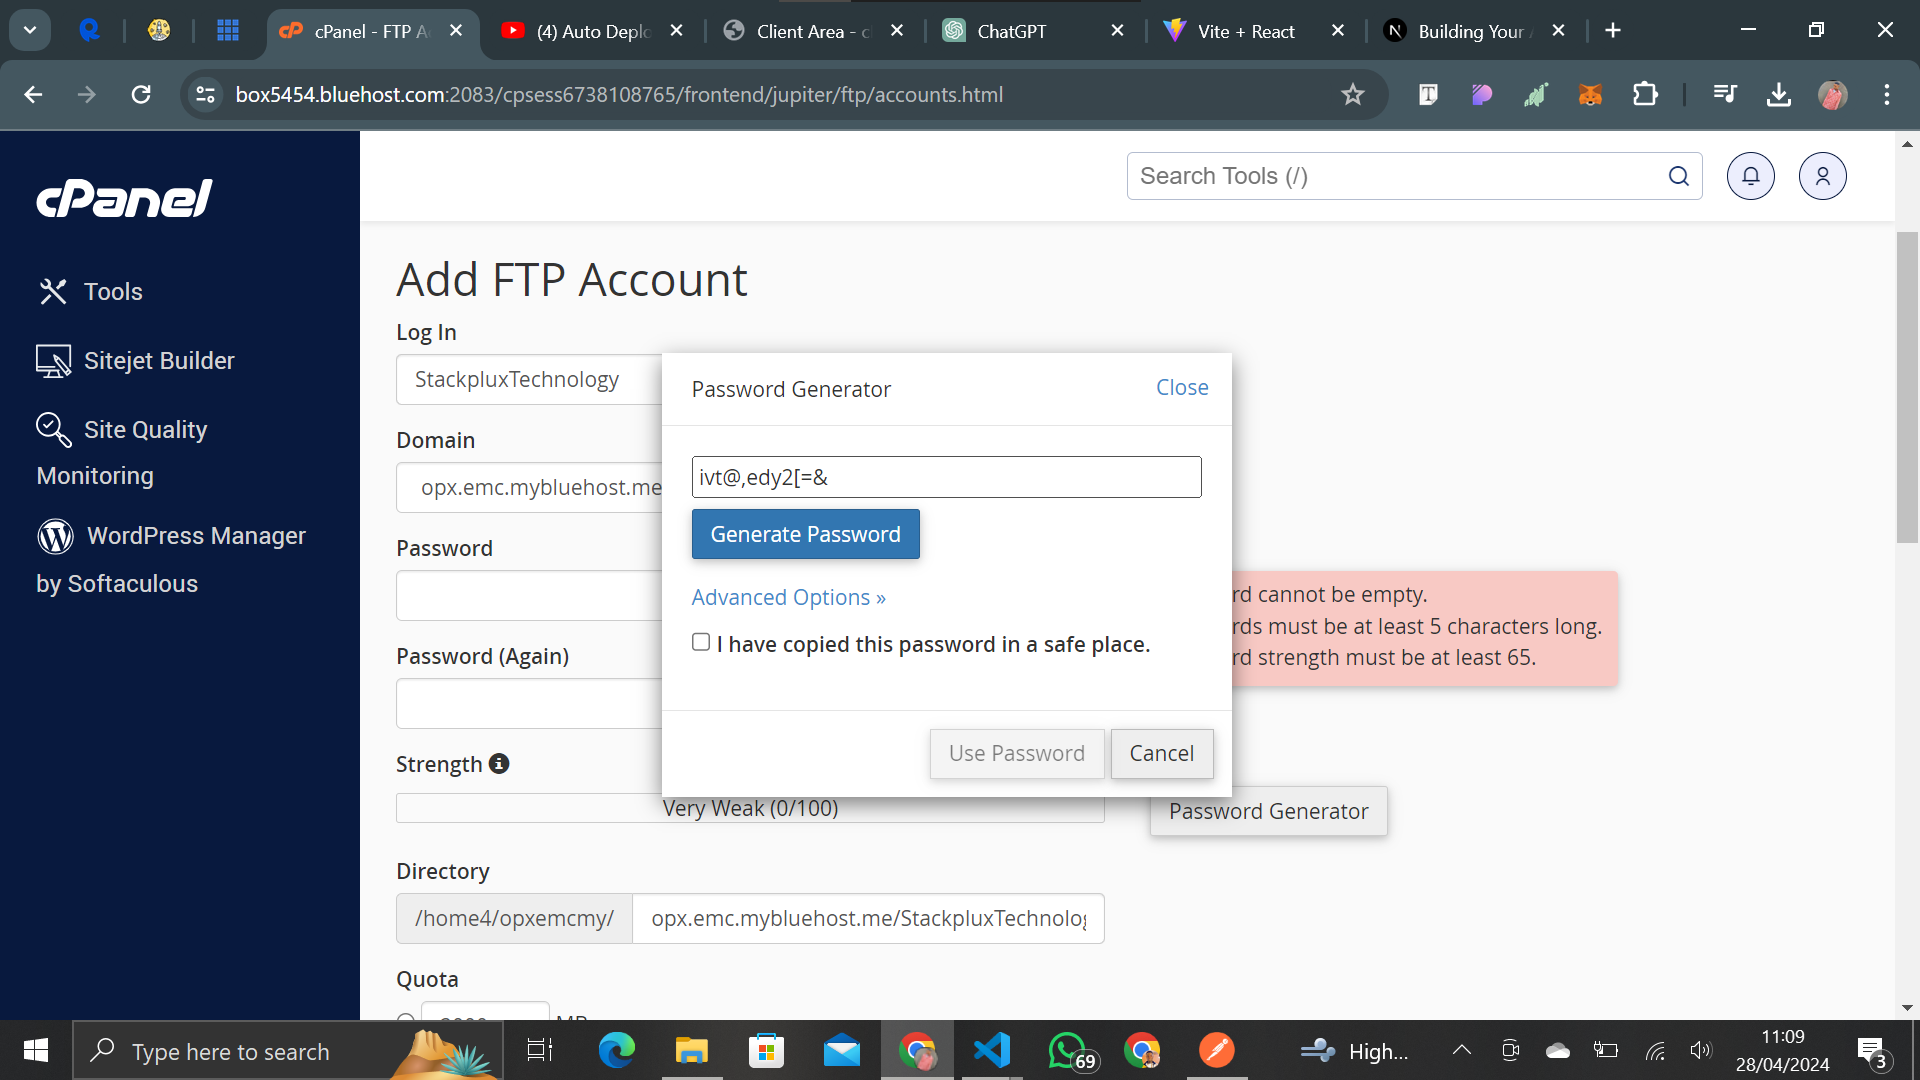 cPanel - FTP A
(4) Auto Deplo
Client Area - c
ChatGPT
Vite + React
Building Your
box5454.bluehost.com:2083/cpsess6738108765/frontend/jupiter/ftp/accounts.html
cPanel
Search Tools (/)
Tools
Sitejet Builder
Site Quality
Monitoring
WordPress Manager
by Softaculous
Add FTP Account
Log In
StackpluxTechnology
Domain
opx.emc.mybluehost.me
Password
Password (Again)
Strength
Very Weak (0/100)
Password Generator
Close
ivt@,edy2[=&
Generate Password
Advanced Options »
I have copied this password in a safe place.
Use Password
Cancel
rd cannot be empty.
rds must be at least 5 characters long.
rd strength must be at least 65.
Password Generator
Directory
/home4/opxemcmy/
opx.emc.mybluehost.me/StackpluxTechnolog
Quota
Type here to search
69
High...
11:09
28/04/2024
3